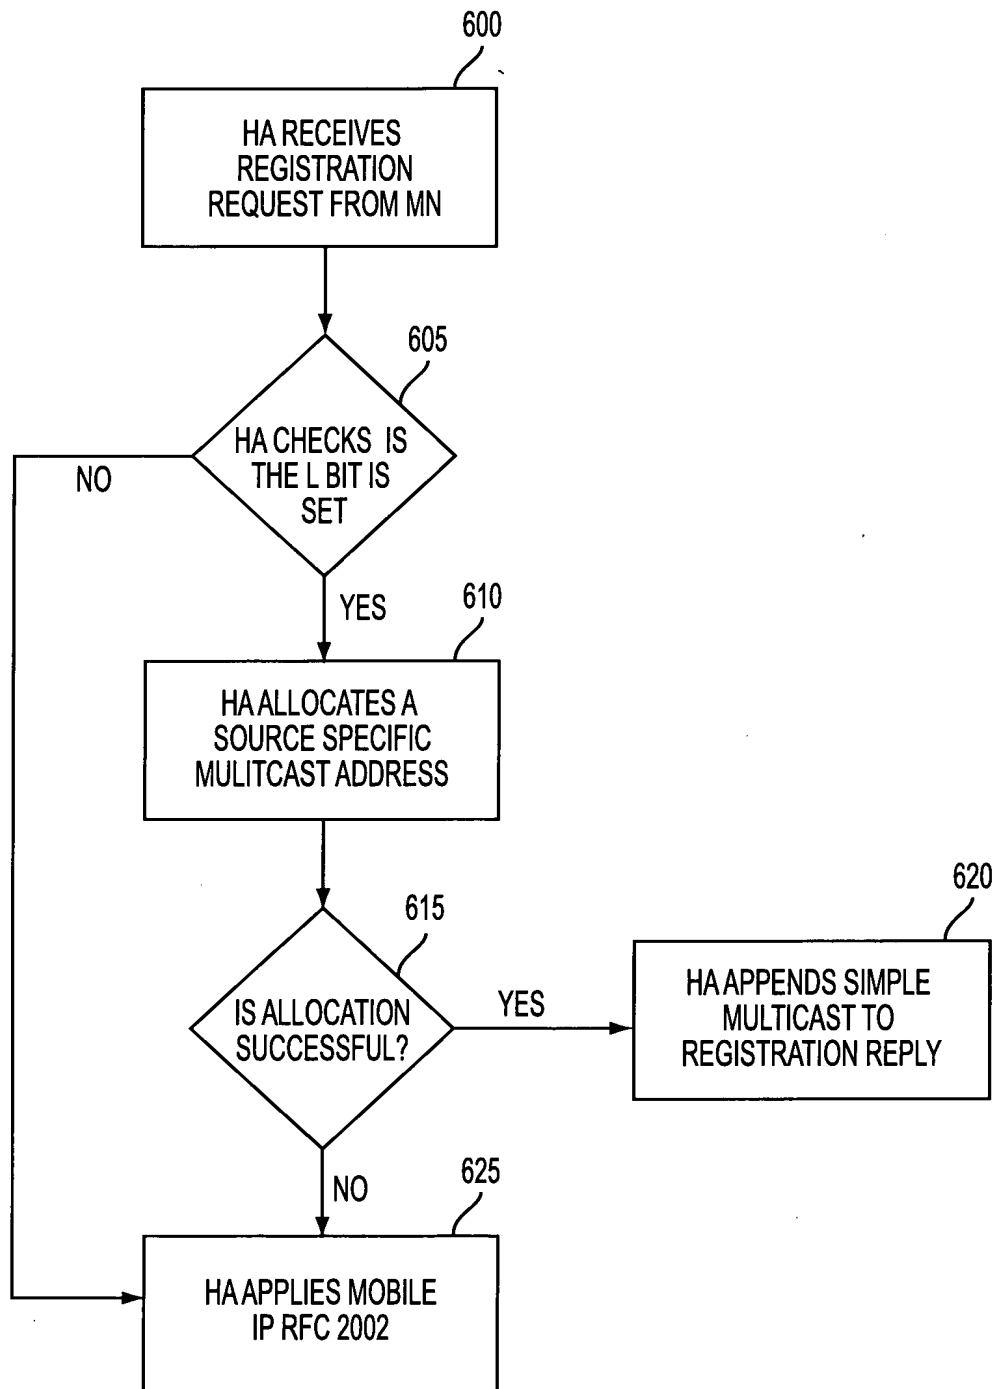 600
HA RECEIVES
REGISTRATION
REQUEST FROM MN
605
HA CHECKS IS
THE L BIT IS
SET
NO
YES
610
HA ALLOCATES A
SOURCE SPECIFIC
MULITCAST ADDRESS
615
IS ALLOCATION
SUCCESSFUL?
YES
620
HA APPENDS SIMPLE
MULTICAST TO
REGISTRATION REPLY
NO
625
HA APPLIES MOBILE
IP RFC 2002